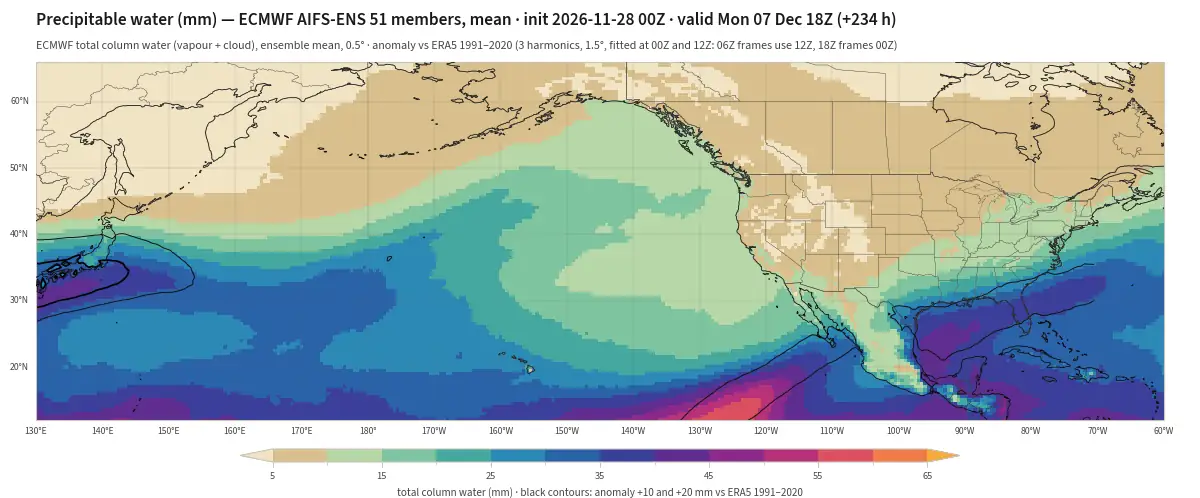 Precipitable water (mm) — ECMWF AIFS-ENS 51 members, mean · init 2026-11-28 00Z · valid Mon 07 Dec 18Z (+234 h)
ECMWF total column water (vapour + cloud), ensemble mean, 0.5° · anomaly vs ERA5 1991–2020 (3 harmonics, 1.5°, fitted at 00Z and 12Z: 06Z frames use 12Z, 18Z frames 00Z)
60°N
50°N
40°N
30°N
20°N
130°E 140°E 150°E 160°E 170°E 180° 170°W 160°W 150°W 140°W 130°W 120°W 110°W 100°W 90°W 80°W 70°W 60°W
5 15 25 35 45 55 65
total column water (mm) · black contours: anomaly +10 and +20 mm vs ERA5 1991–2020